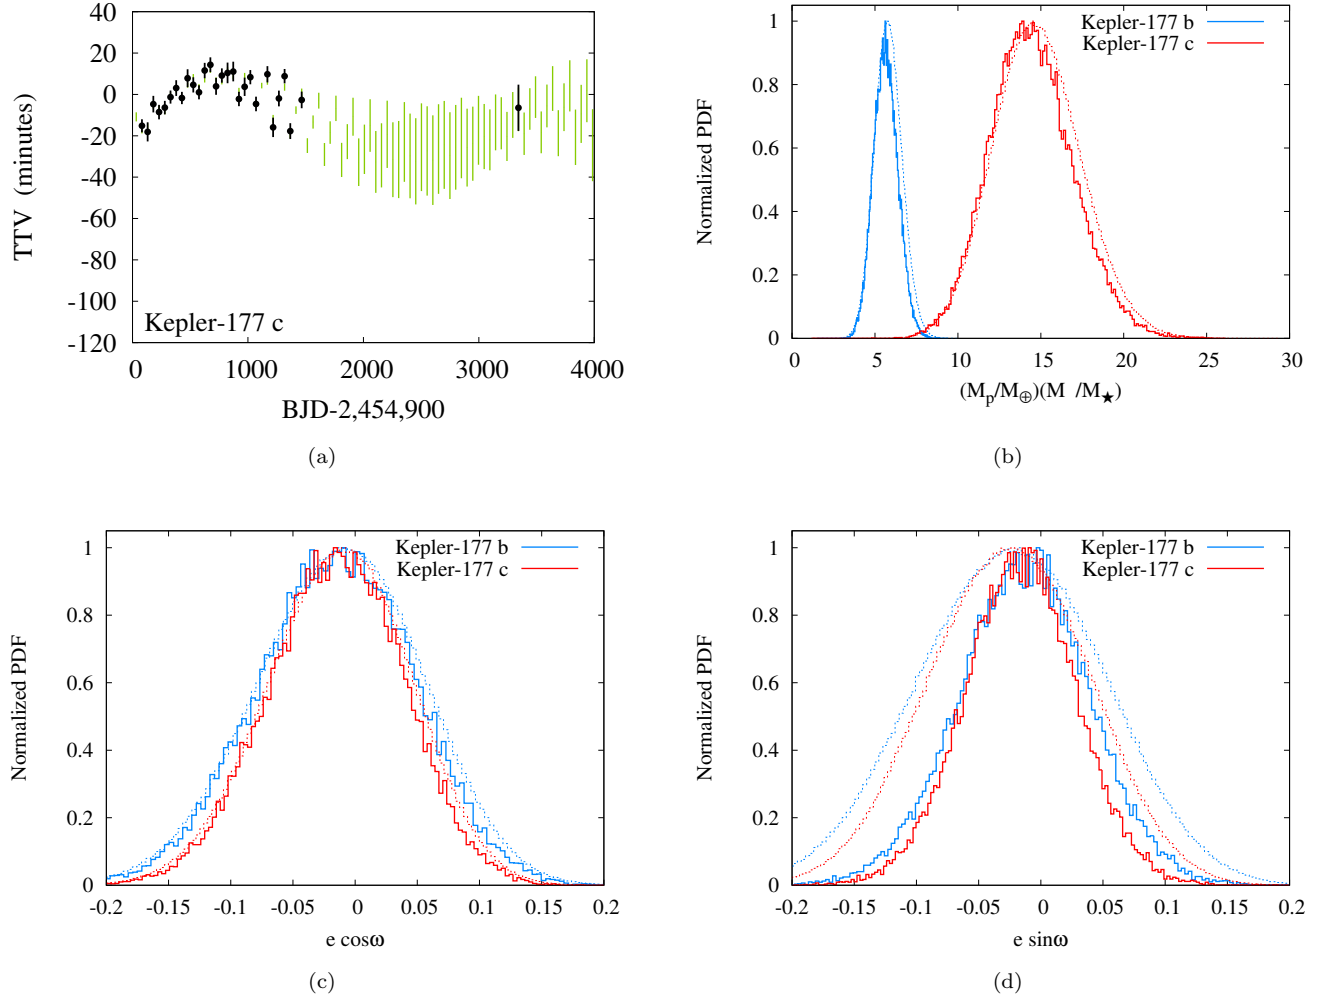 40
20
0
-20
-40
-60
-80
-100
-120
TTV (minutes)
Kepler-177 c
0 1000 2000 3000 4000
BJD-2,454,900
(a)
1
0.8
0.6
0.4
0.2
0
Normalized PDF
Kepler-177 b
Kepler-177 c
0 5 10 15 20 25 30
(Mp/M⊕)(M /M★)
(b)
1
0.8
0.6
0.4
0.2
0
Normalized PDF
Kepler-177 b
Kepler-177 c
-0.2 -0.15 -0.1 -0.05 0 0.05 0.1 0.15 0.2
e cosω
(c)
1
0.8
0.6
0.4
0.2
0
Normalized PDF
Kepler-177 b
Kepler-177 c
-0.2 -0.15 -0.1 -0.05 0 0.05 0.1 0.15 0.2
e sinω
(d)